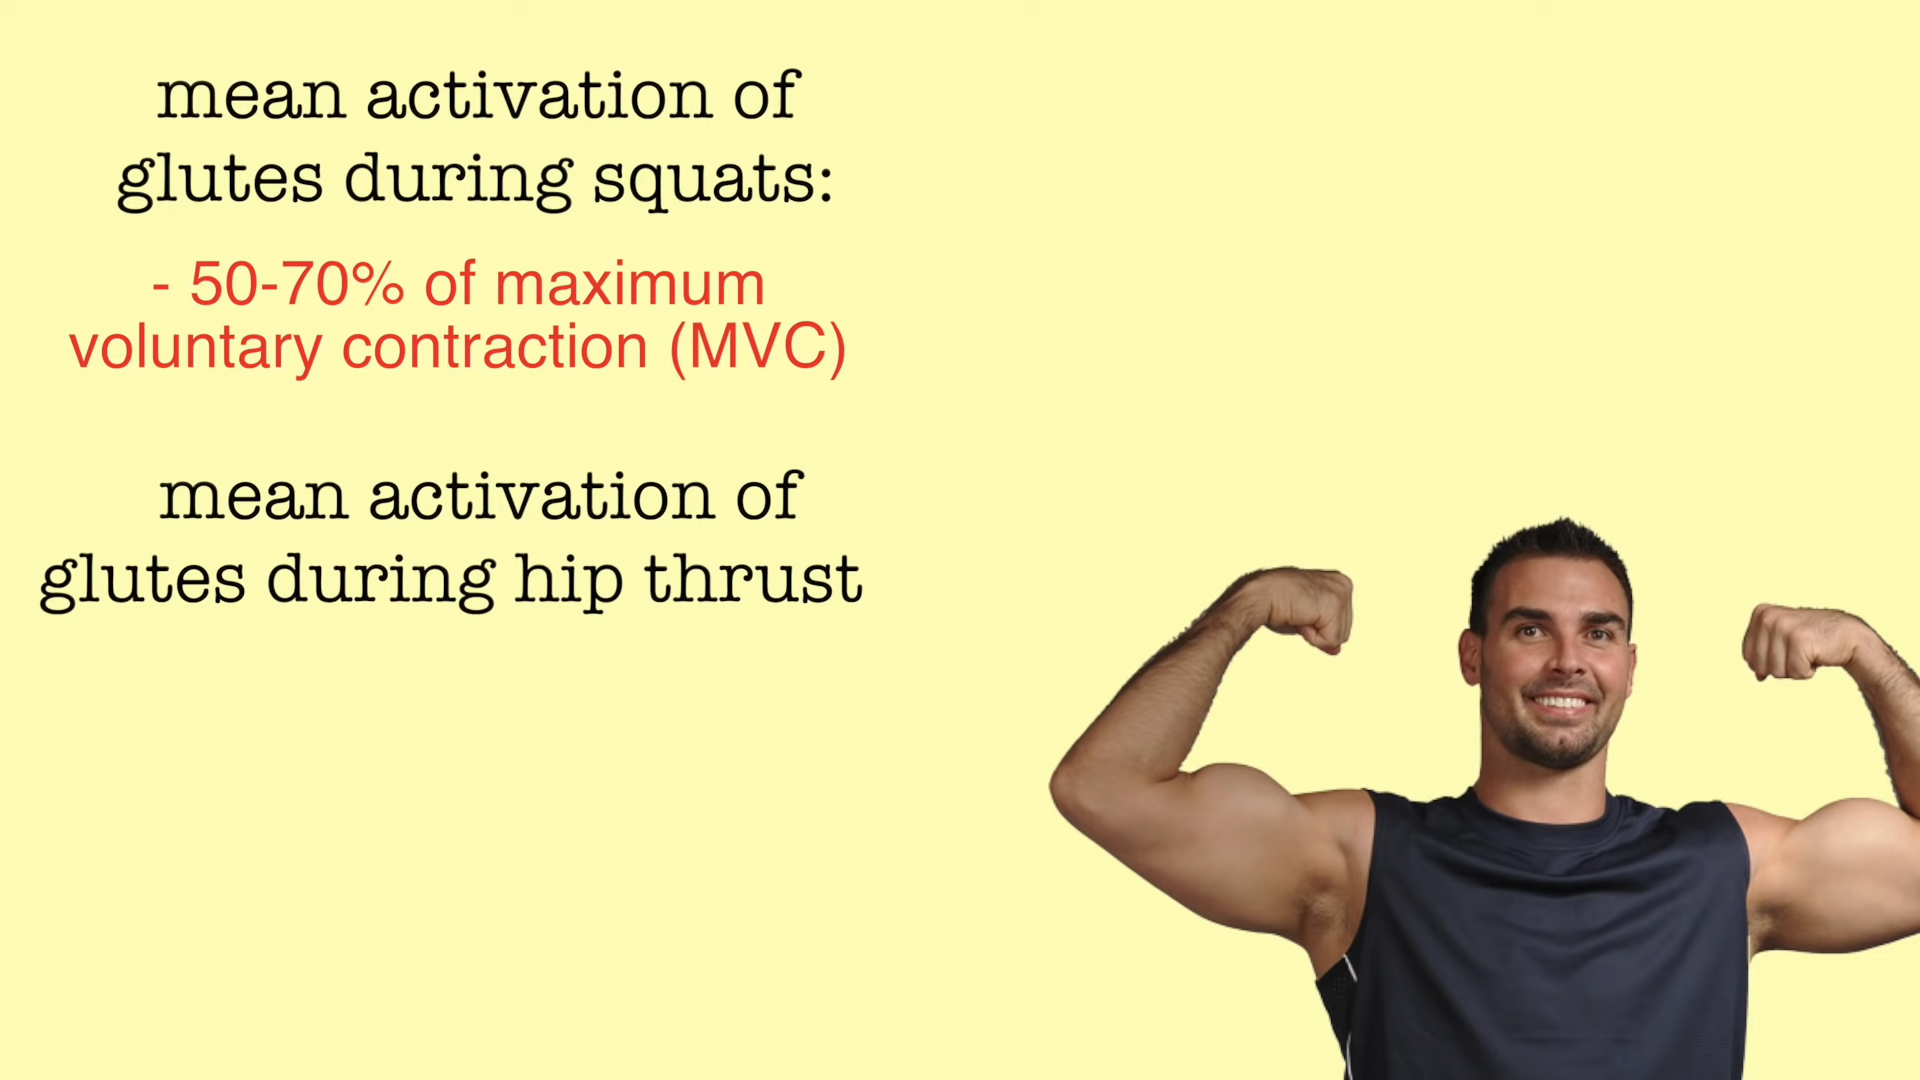 mean activation of
glutes during squats:
- 50-70% of maximum
voluntary contraction (MVC)
mean activation of
glutes during hip thrust